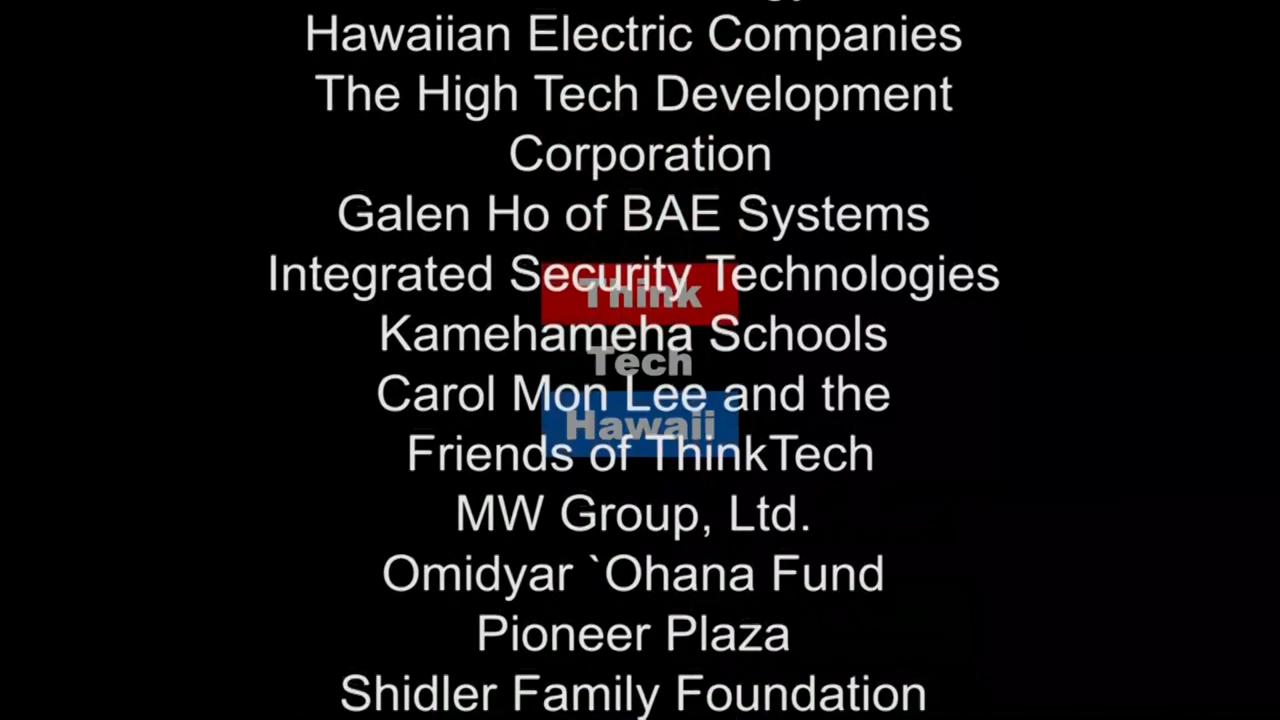 Hawaiian Electric Companies
The High Tech Development
Corporation
Galen Ho of BAE Systems
Integrated Security Technologies
Think
Kamehameha Schools
Tech
Carol Mon Lee and the
Hawaii
Friends of ThinkTech
MW Group, Ltd.
Omidyar `Ohana Fund
Pioneer Plaza
Shidler Family Foundation